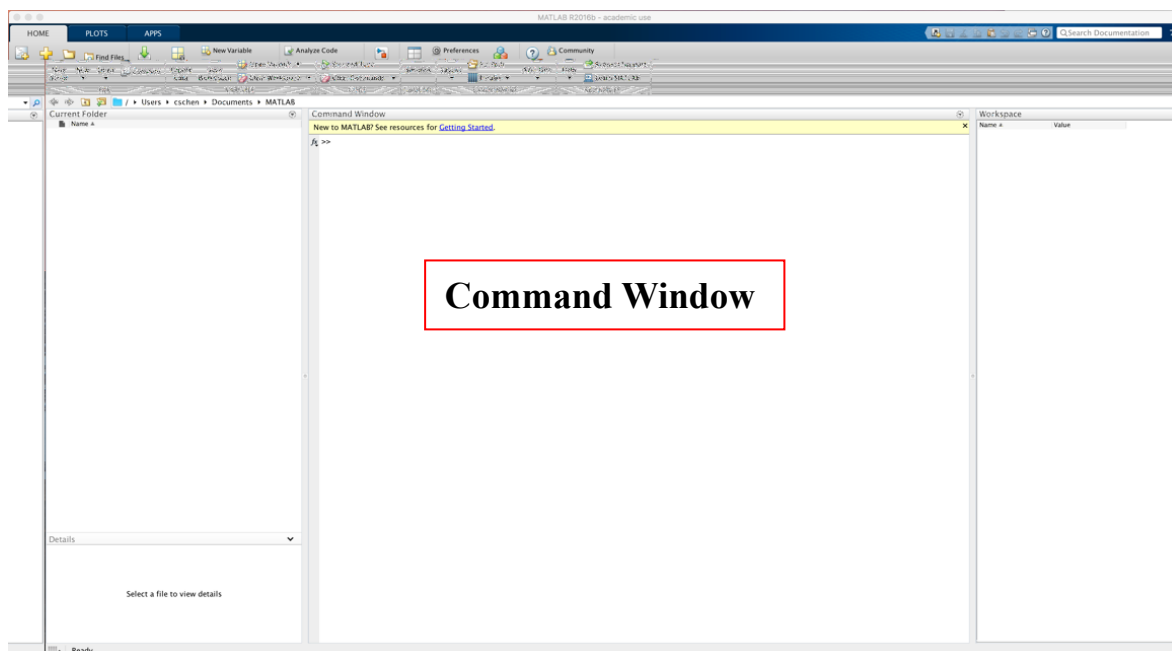 MATLAB R2016b - academic use
HOME PLOTS APPS
Search Documentation
Find Files New Variable Analyze Code Preferences Community
/ Users cschen Documents MATLAB
Current Folder Command Window Workspace
Name New to MATLAB? See resources for Getting Started. Name Value
fx >>
Command Window
Details
Select a file to view details
Ready